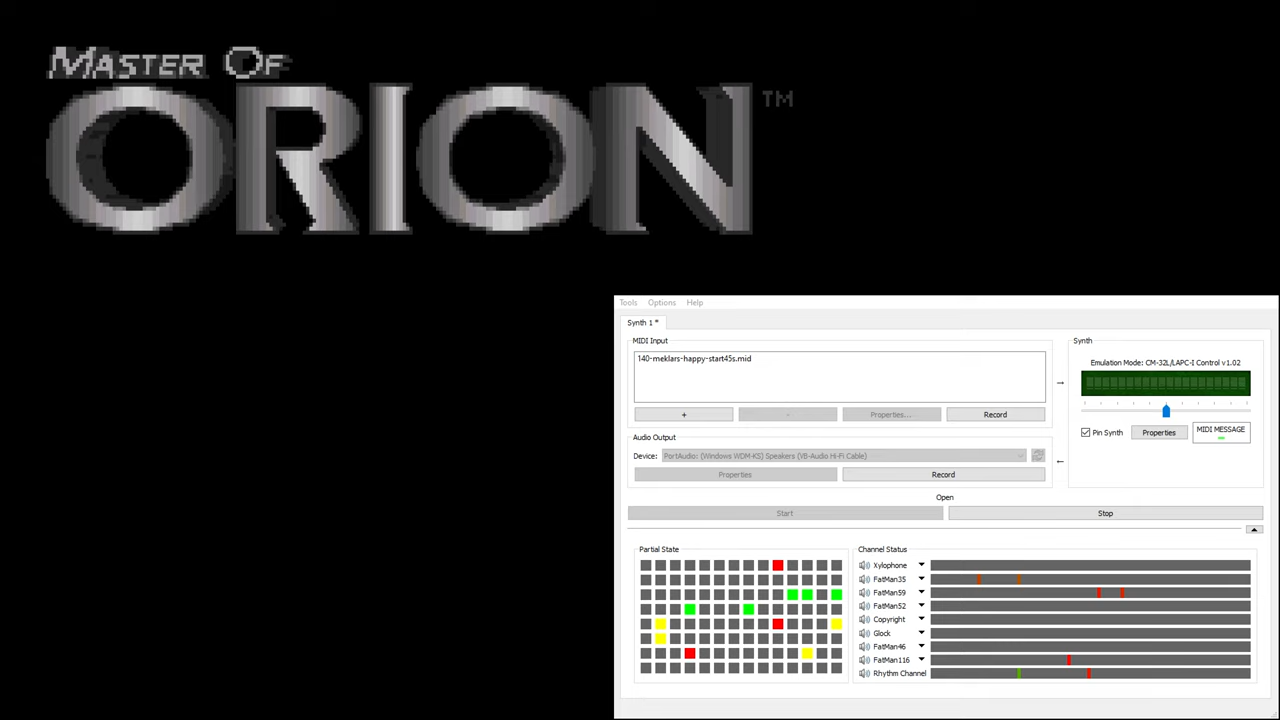 MASTER OF
ORION™
Tools Options Help
Synth 1 *
MIDI Input
140-meklars-happy-start45s.mid
+ - Properties... Record
Synth
Emulation Mode: CM-32L/LAPC-I Control v1.02
Pin Synth Properties MIDI MESSAGE
Audio Output
Device: PortAudio: (Windows WDM-KS) Speakers (VB-Audio Hi-Fi Cable)
Properties Record
Open
Start Stop
Partial State
Channel Status
Xylophone
FatMan35
FatMan59
FatMan52
Copyright
Glock
FatMan46
FatMan116
Rhythm Channel